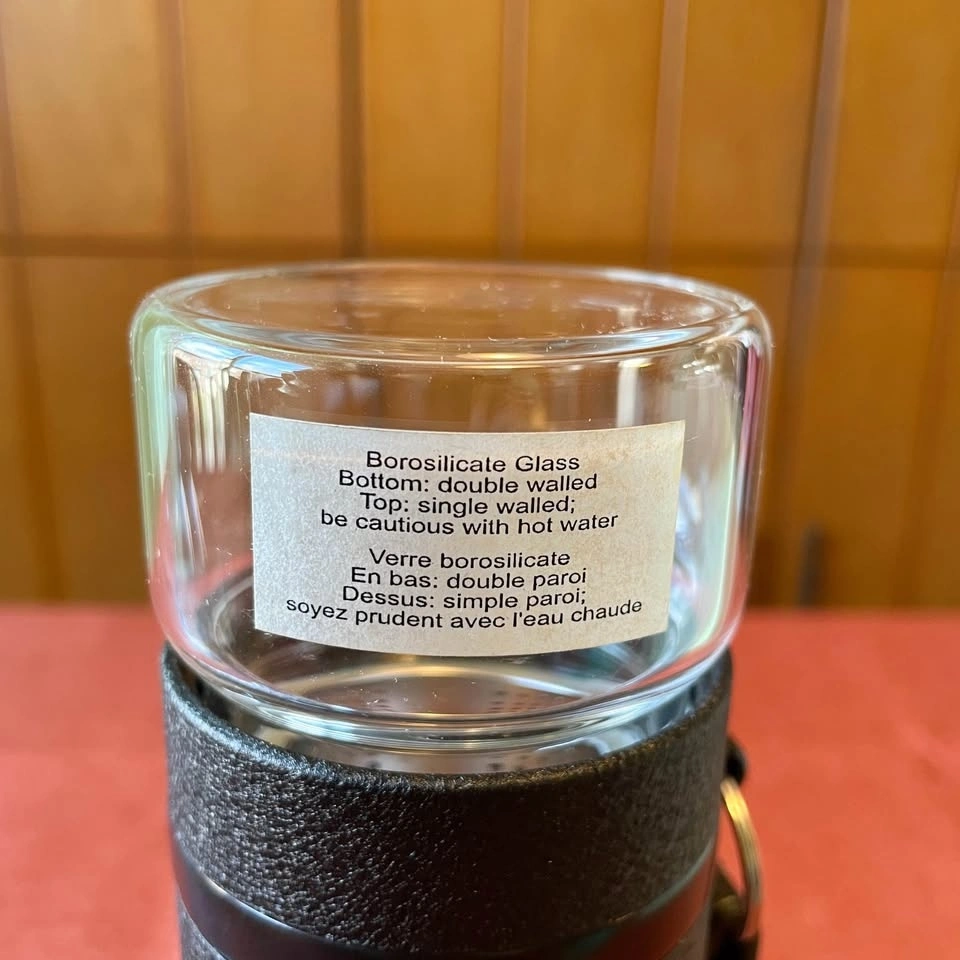 Borosilicate Glass
Bottom: double walled
Top: single walled;
be cautious with hot water
Verre borosilicate
En bas: double paroi
Dessus: simple paroi;
soyez prudent avec l'eau chaude